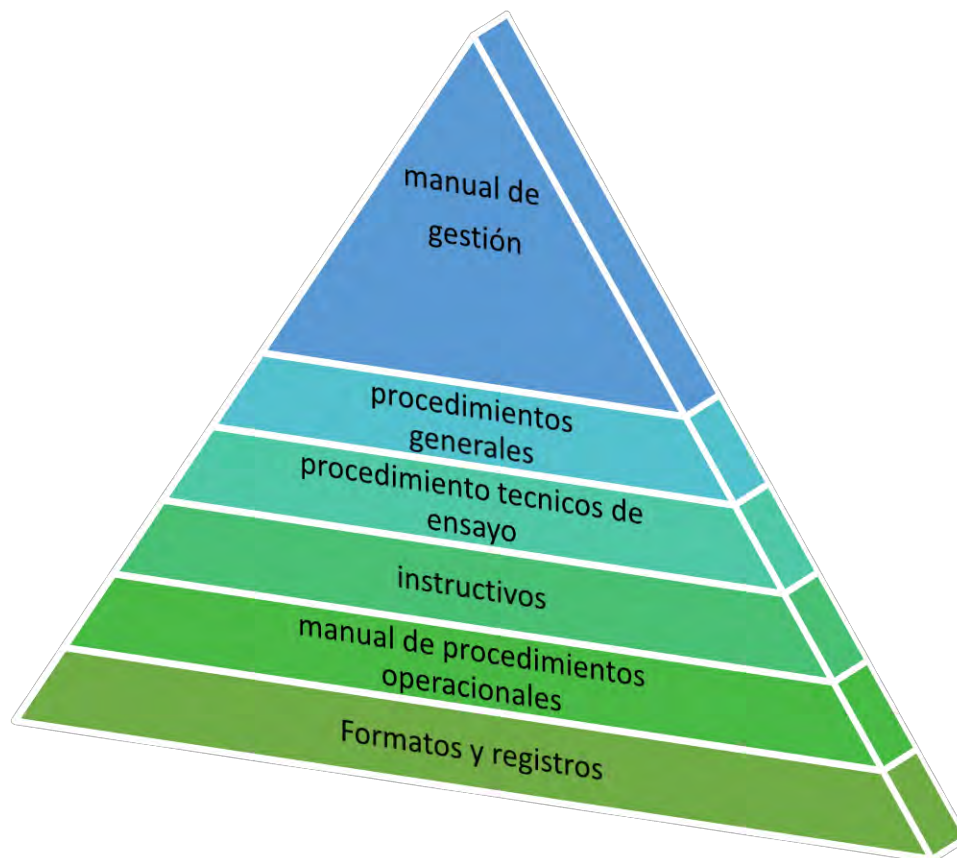 manual de
gestión
procedimientos
generales
procedimiento tecnicos de
ensayo
instructivos
manual de procedimientos
operacionales
Formatos y registros